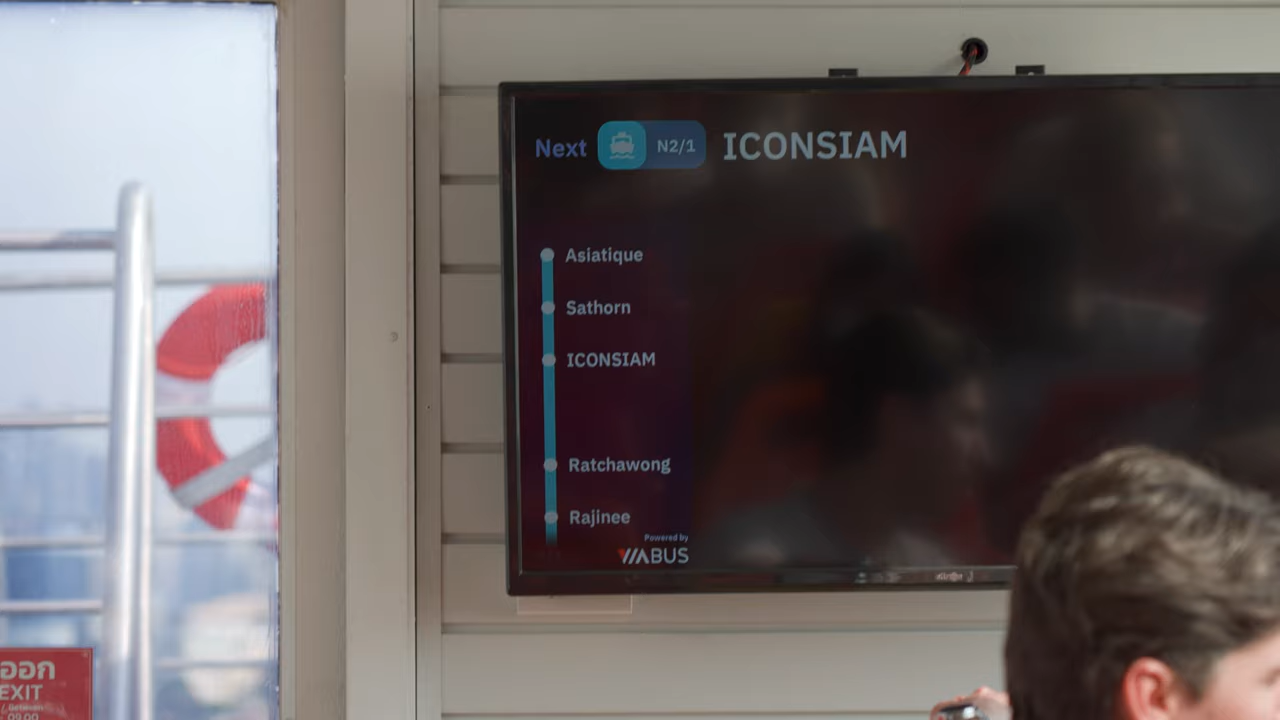 Next N2/1 ICONSIAM
Asiatique
Sathorn
ICONSIAM
Ratchawong
Rajinee
Powered by
VIABUS
ออก
EXIT